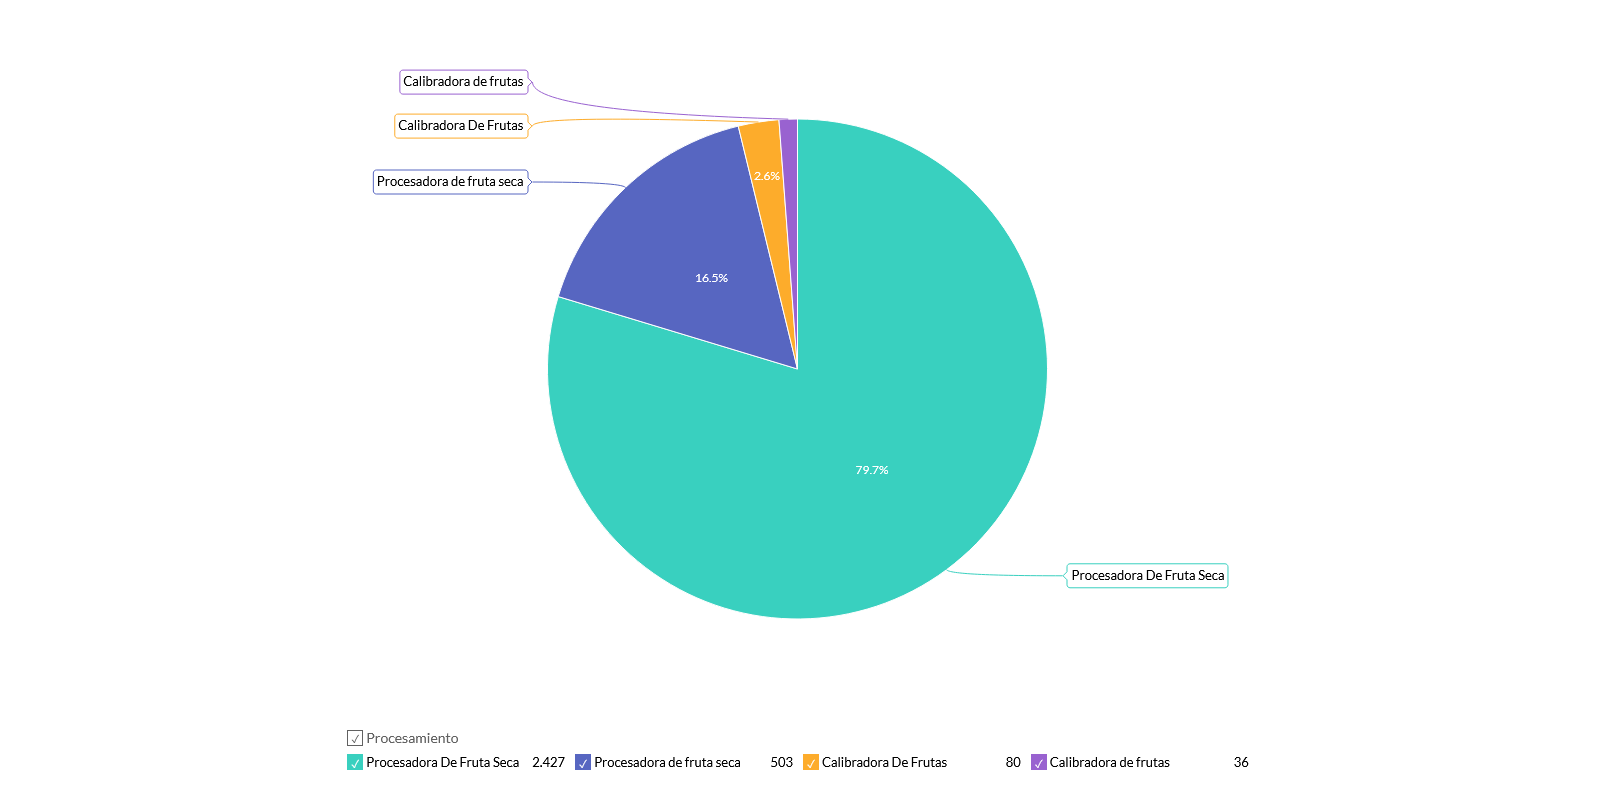 Calibradora de frutas
Calibradora De Frutas
Procesadora de fruta seca
2.6%
16.5%
79.7%
Procesadora De Fruta Seca
Procesamiento
Procesadora De Fruta Seca 2.427 Procesadora de fruta seca 503 Calibradora De Frutas 80 Calibradora de frutas 36